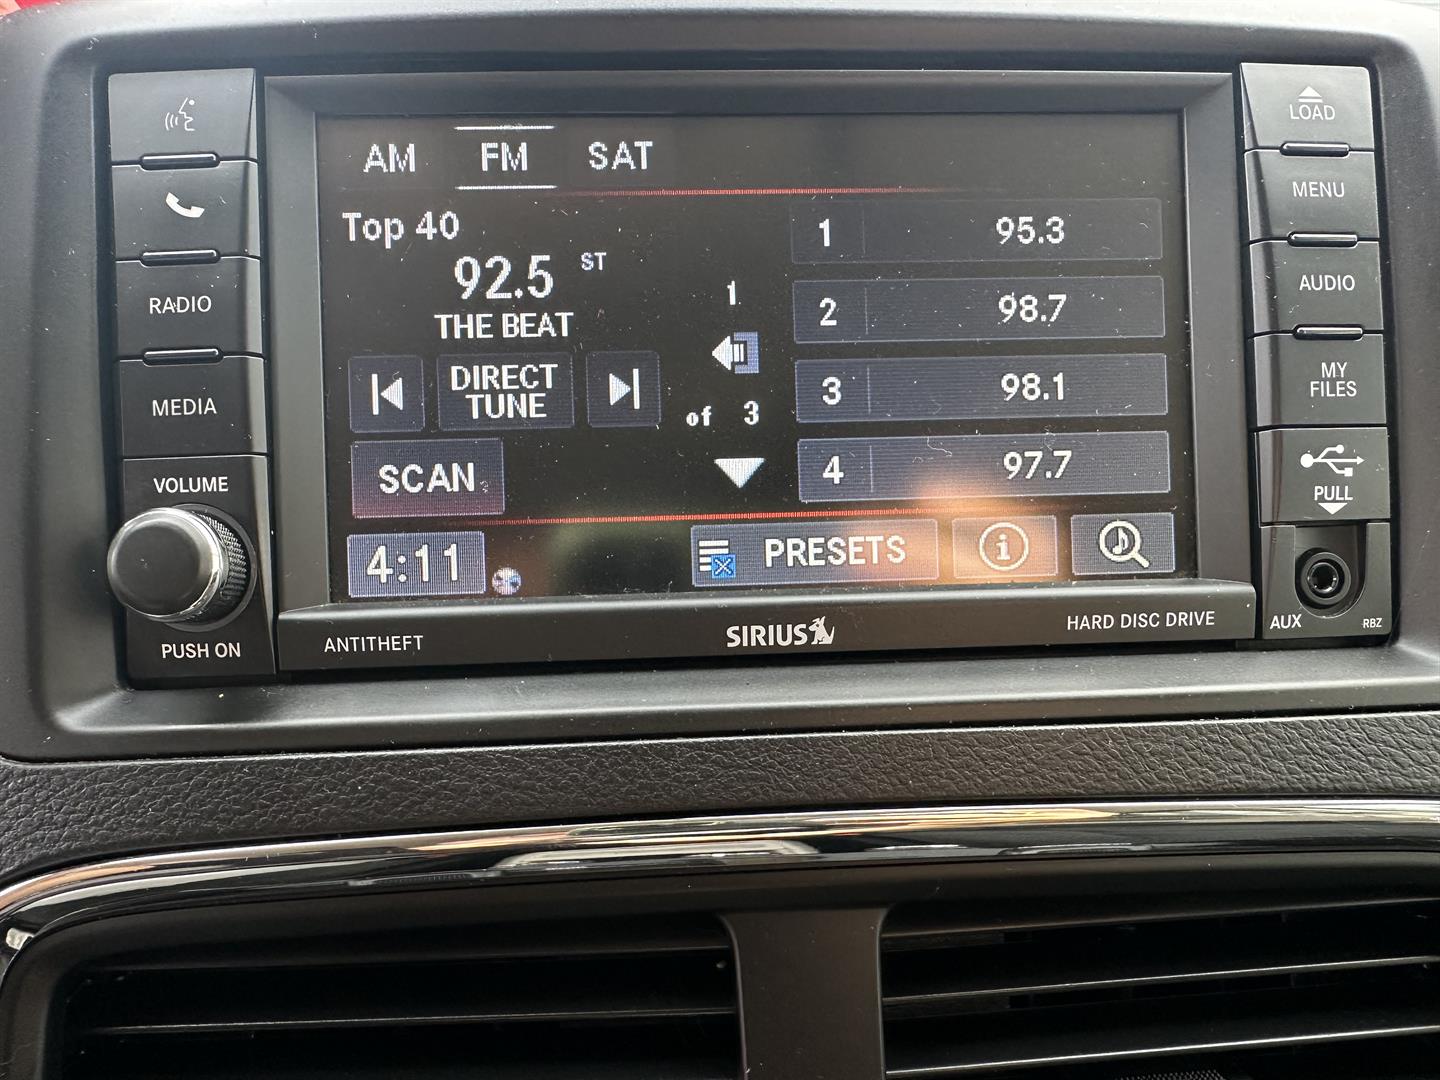 AM FM SAT
Top 40
92.5 ST
THE BEAT
DIRECT
TUNE
SCAN
4:11
1
of 3
1 95.3
2 98.7
3 98.1
4 97.7
PRESETS
i
RADIO
MEDIA
VOLUME
PUSH ON
LOAD
MENU
AUDIO
MY
FILES
PULL
AUX
RBZ
ANTITHEFT
SIRIUS
HARD DISC DRIVE